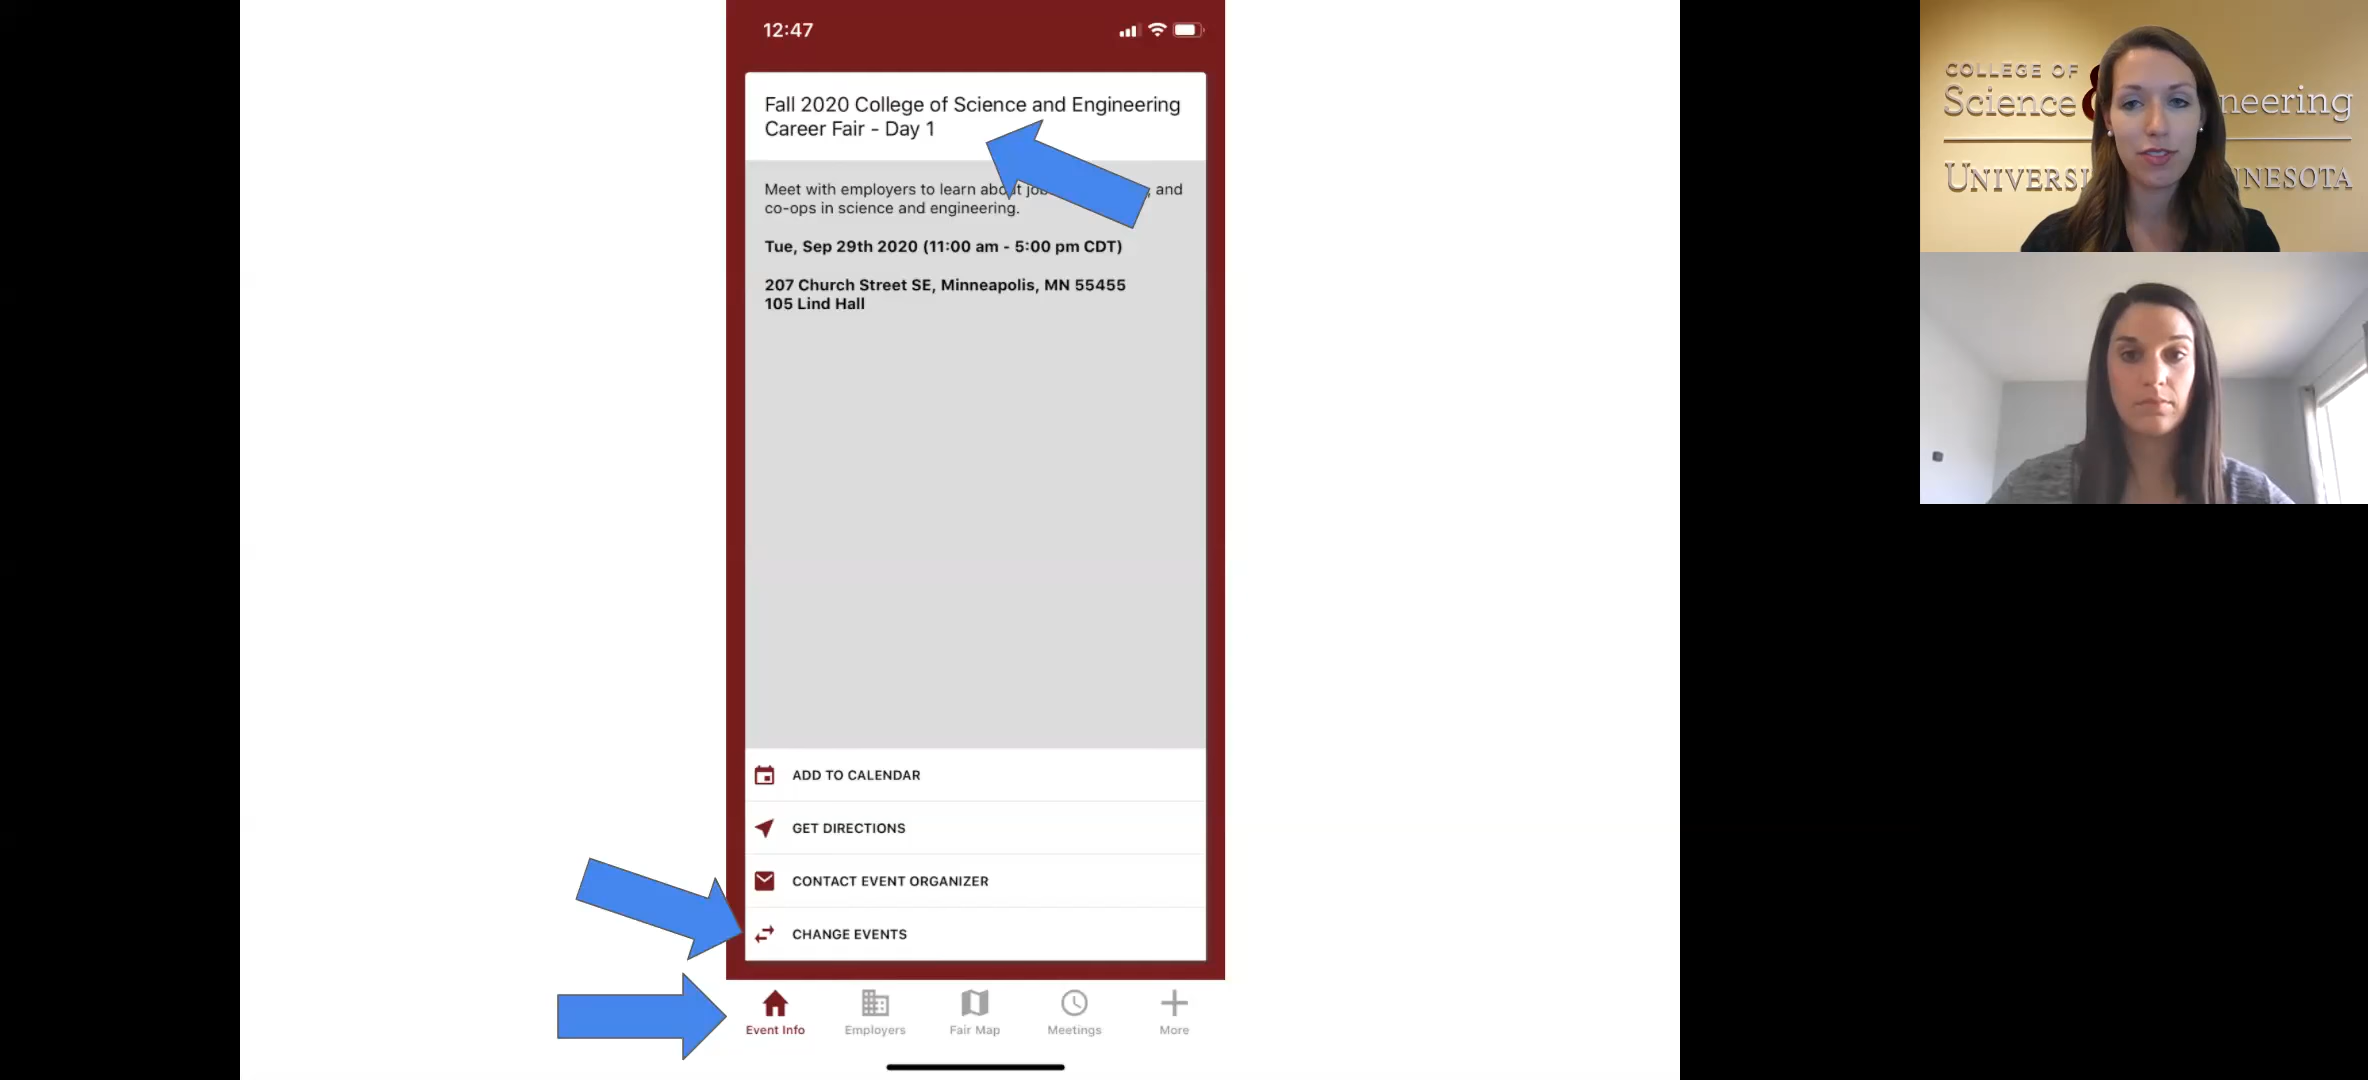 12:47
Fall 2020 College of Science and Engineering
Career Fair - Day 1
Meet with employers to learn about and
co-ops in science and engineering.
Tue, Sep 29th 2020 (11:00 am - 5:00 pm CDT)
207 Church Street SE, Minneapolis, MN 55455
105 Lind Hall
ADD TO CALENDAR
GET DIRECTIONS
CONTACT EVENT ORGANIZER
CHANGE EVENTS
Event Info
Employers
Fair Map
Meetings
More
COLLEGE OF
Science & neering
UNIVERSI NNESOTA